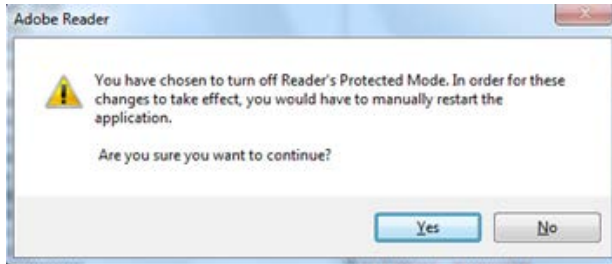 Adobe Reader
You have chosen to turn off Reader's Protected Mode. In order for these
changes to take effect, you would have to manually restart the
application.
Are you sure you want to continue?
Yes
No